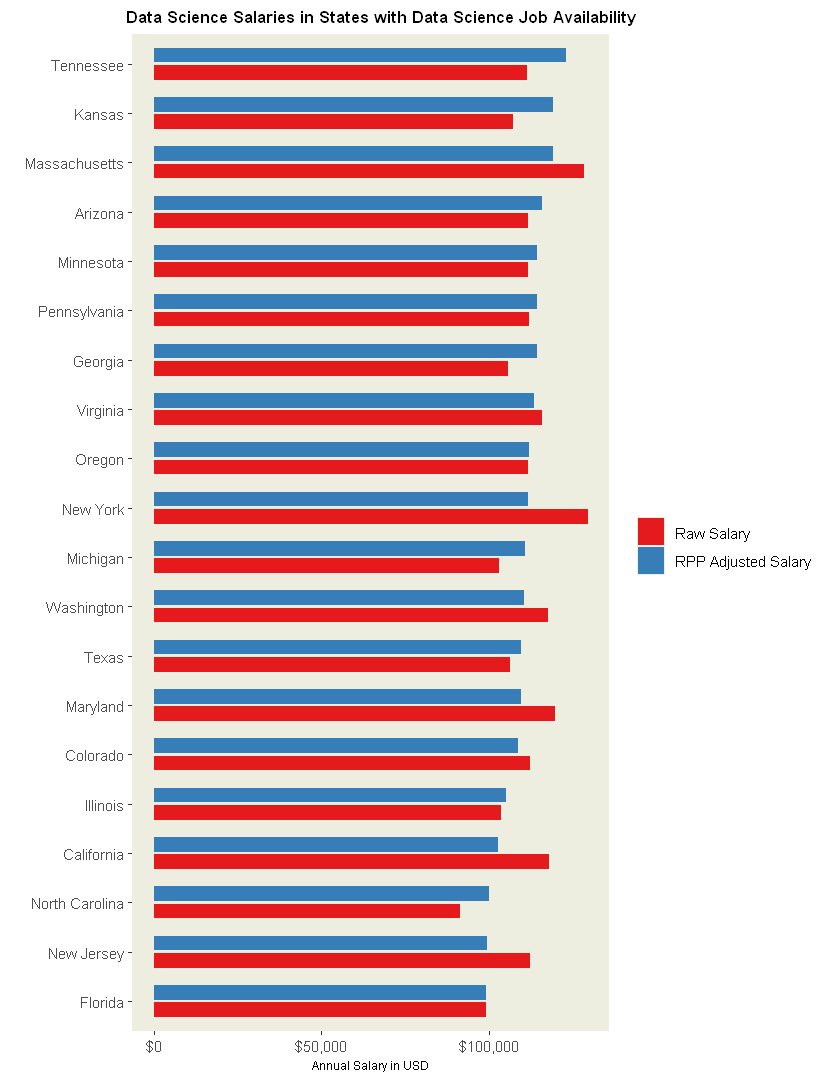 Data Science Salaries in States with Data Science Job Availability
Tennessee
Kansas
Massachusetts
Arizona
Minnesota
Pennsylvania
Georgia
Virginia
Oregon
New York
Michigan
Washington
Texas
Maryland
Colorado
Illinois
California
North Carolina
New Jersey
Florida
$0 $50,000 $100,000
Annual Salary in USD
Raw Salary
RPP Adjusted Salary